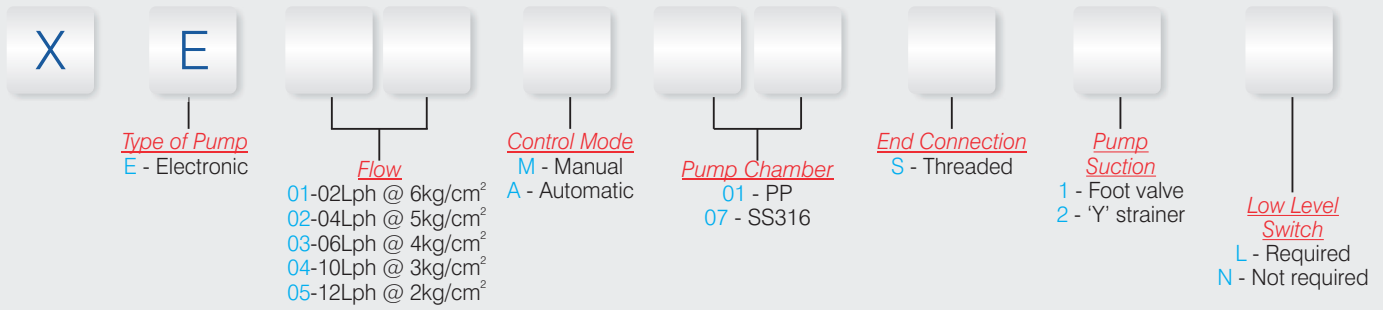 X E
Type of Pump
E - Electronic
Flow
01-02Lph @ 6kg/cm²
02-04Lph @ 5kg/cm²
03-06Lph @ 4kg/cm²
04-10Lph @ 3kg/cm²
05-12Lph @ 2kg/cm²
Control Mode
M - Manual
A - Automatic
Pump Chamber
01 - PP
07 - SS316
End Connection
S - Threaded
Pump
Suction
1 - Foot valve
2 - ‘Y’ strainer
Low Level
Switch
L - Required
N - Not required